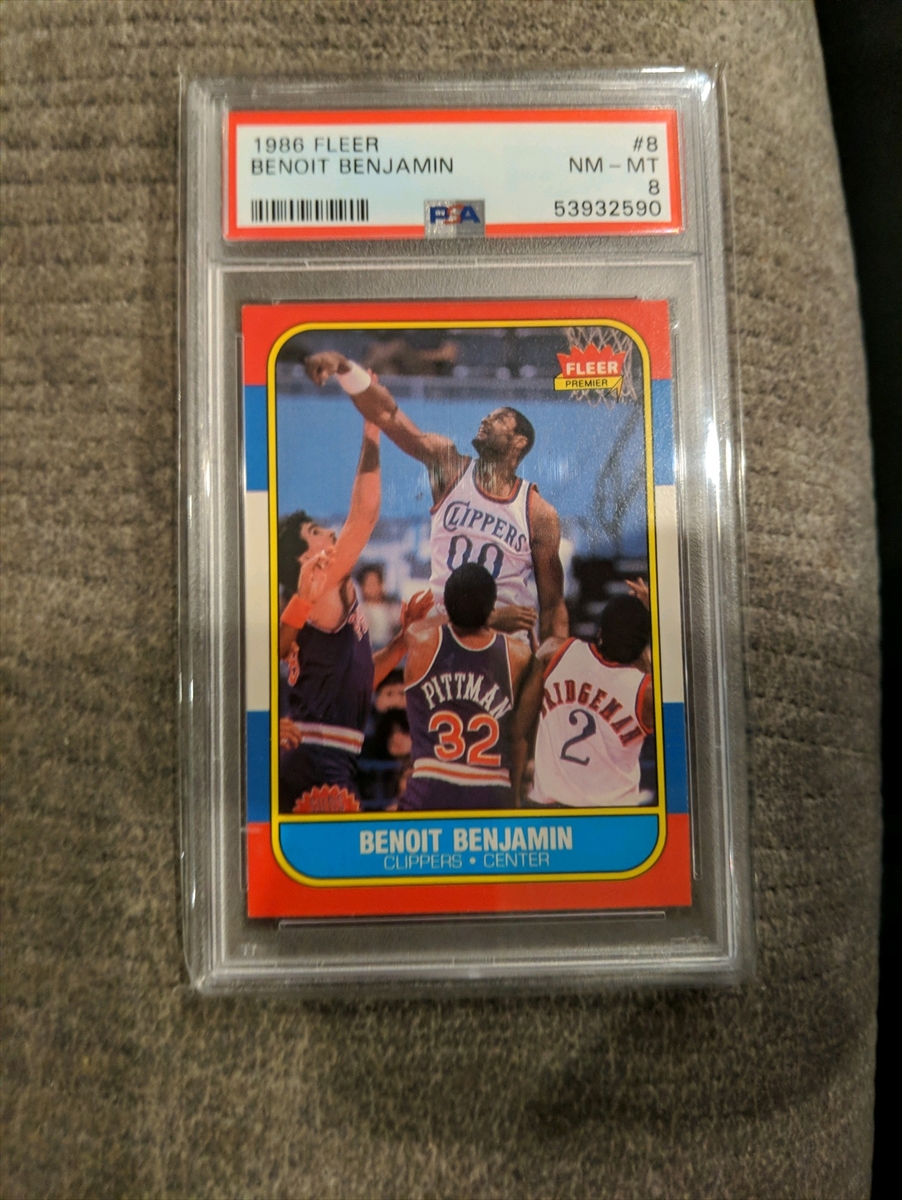 1986 FLEER #8
BENOIT BENJAMIN NM - MT
8
PSA 53932590
FLEER
PREMIER
CLIPPERS
00
PITTMAN
32
RIDGEMAN
2
BENOIT BENJAMIN
CLIPPERS • CENTER